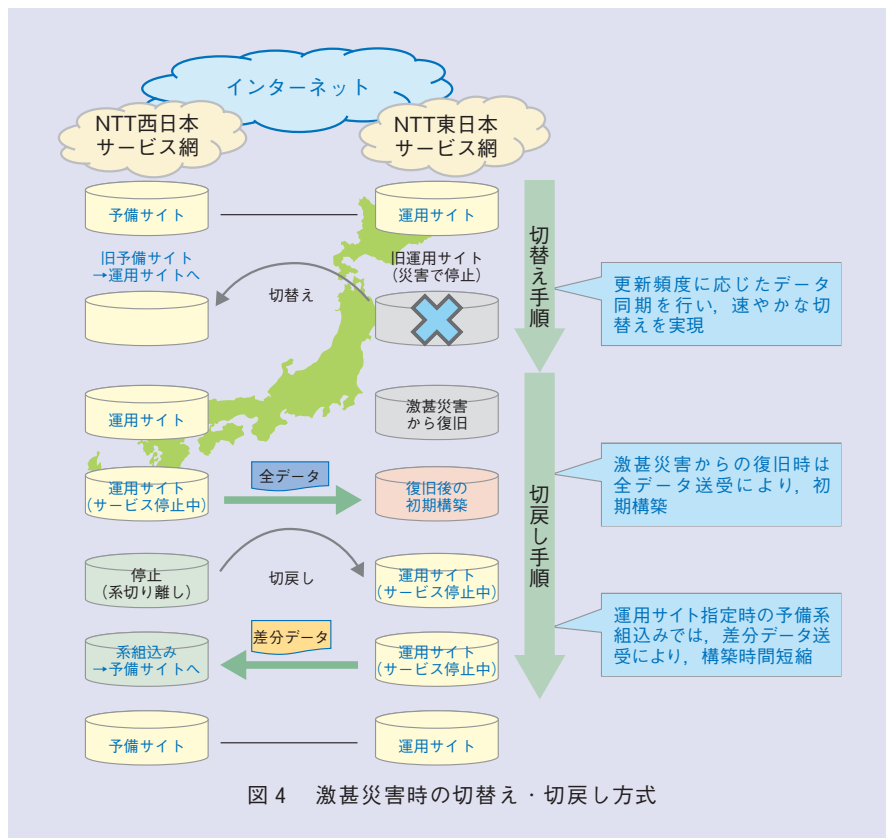 インターネット
NTT西日本
サービス網
NTT東日本
サービス網
予備サイト
運用サイト
旧予備サイト
→運用サイトへ
切替え
旧運用サイト
(災害で停止)
切替え手順
更新頻度に応じたデータ
同期を行い，速やかな切
替えを実現
運用サイト
激甚災害
から復旧
運用サイト
(サービス停止中)
全データ
復旧後の
初期構築
切戻し手順
激甚災害からの復旧時は
全データ送受により，初
期構築
停止
(系切り離し)
切戻し
運用サイト
(サービス停止中)
系組込み
→予備サイトへ
差分データ
運用サイト
(サービス停止中)
運用サイト指定時の予備系
組込みでは，差分データ送
受により，構築時間短縮
予備サイト
運用サイト
図4　激甚災害時の切替え・切戻し方式